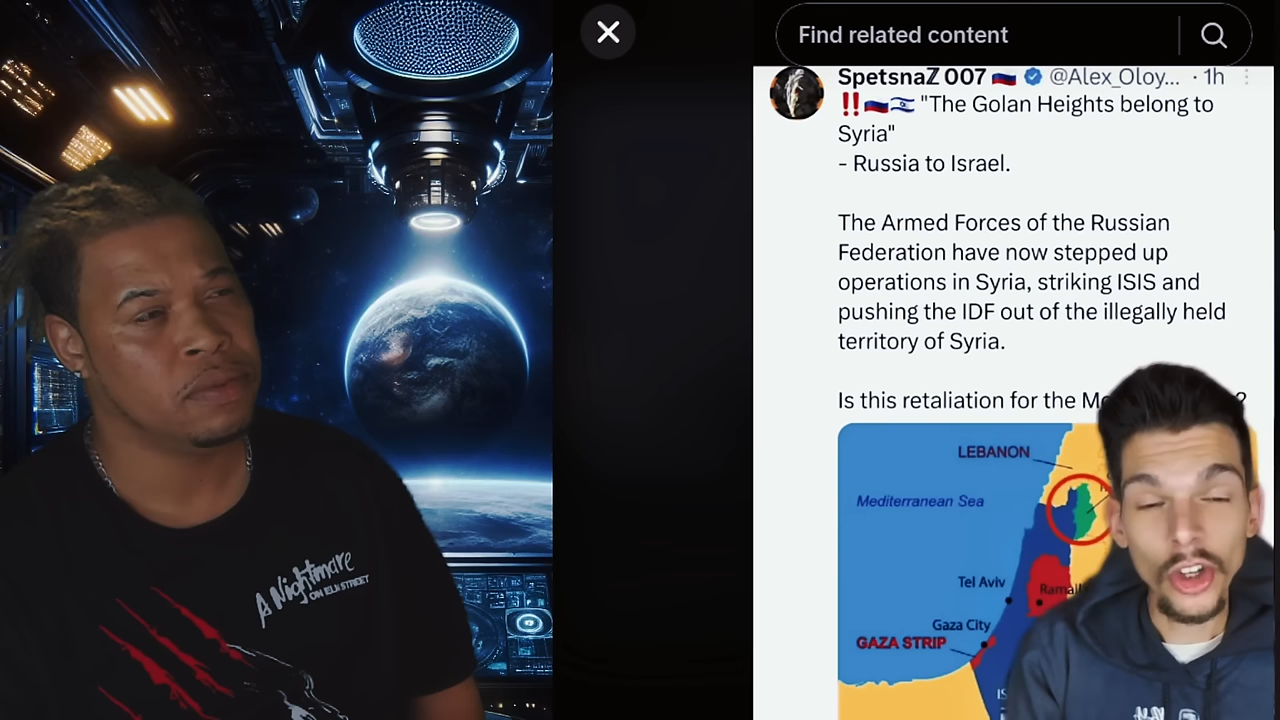 Find related content
SpetsnaZ 007 🇷🇺 @Alex_Oloy... · 1h
‼️🇷🇺🇮🇱 "The Golan Heights belong to
Syria"
- Russia to Israel.
The Armed Forces of the Russian
Federation have now stepped up
operations in Syria, striking ISIS and
pushing the IDF out of the illegally held
territory of Syria.
Is this retaliation for the
LEBANON
Mediterranean Sea
Tel Aviv
Gaza City
GAZA STRIP
A Nightmare
ON ELM STREET